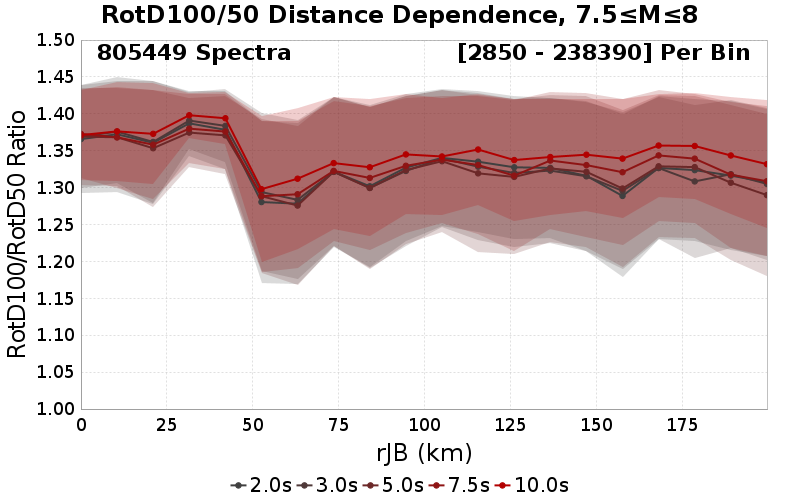 RotD100/50 Distance Dependence, 7.5≤M≤8
805449 Spectra
[2850 - 238390] Per Bin
RotD100/RotD50 Ratio
1.50
1.45
1.40
1.35
1.30
1.25
1.20
1.15
1.10
1.05
1.00
0 25 50 75 100 125 150 175
rJB (km)
2.0s 3.0s 5.0s 7.5s 10.0s